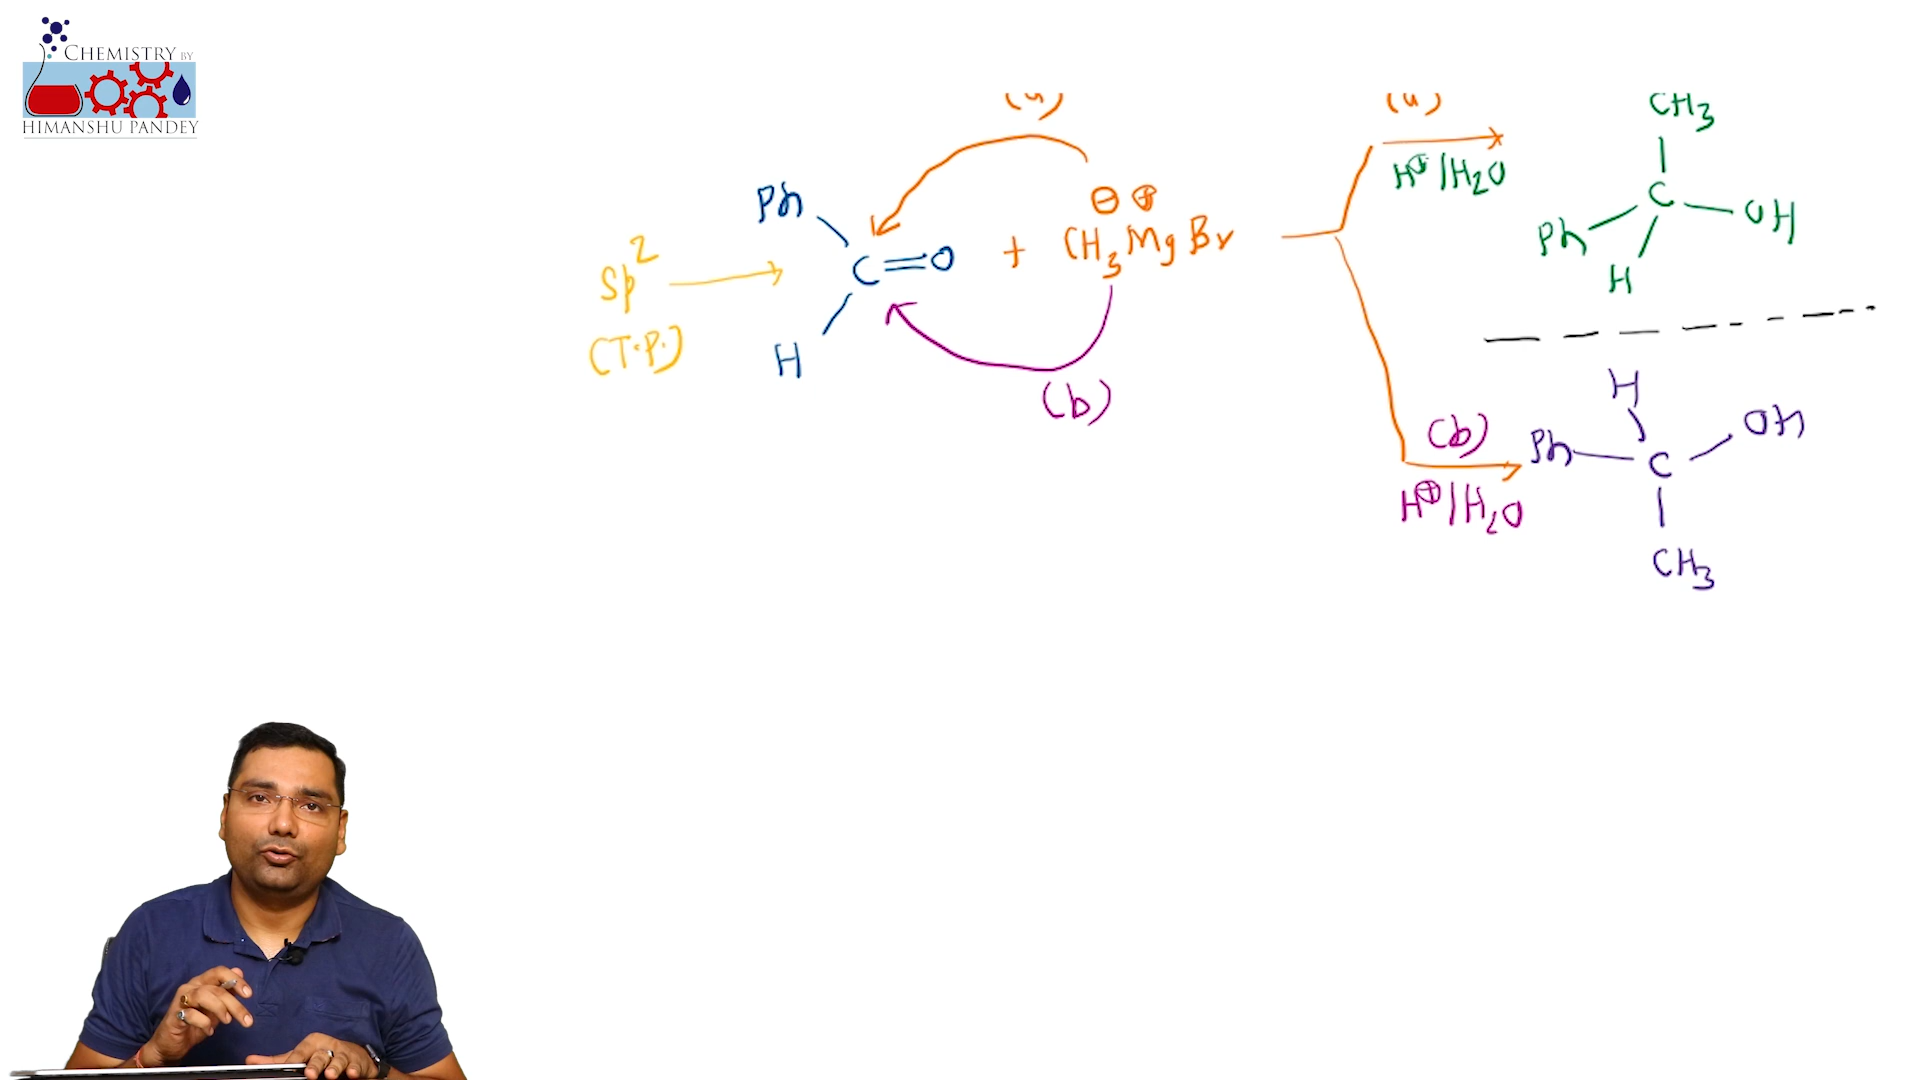 CHEMISTRY BY
HIMANSHU PANDEY
Sp²
(T.P.)
Ph
C=O
H
+
⊖ ⊕
CH₃MgBr
(b)
H⊕/H₂O
CH₃
C
Ph
OH
H
(b)
H⊕/H₂O
H
Ph
C
OH
CH₃